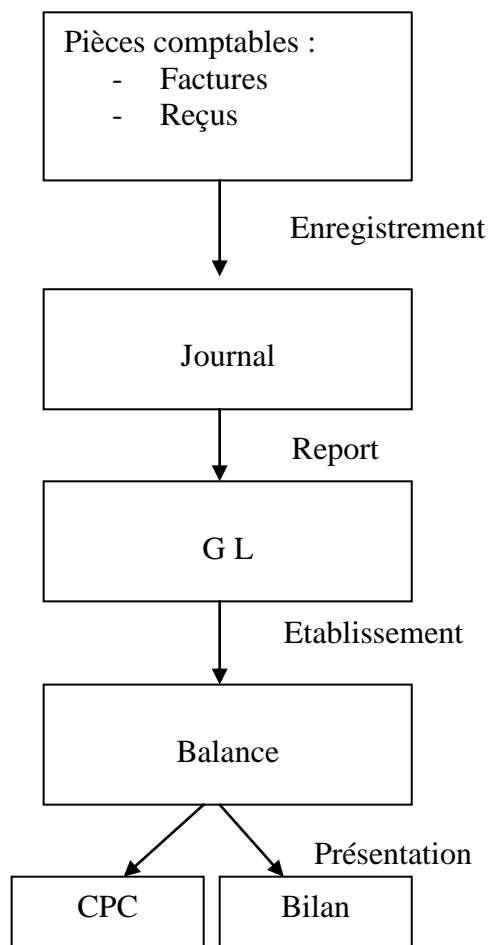 Pièces comptables :
- Factures
- Reçus
Enregistrement
Journal
Report
G L
Etablissement
Balance
Présentation
CPC
Bilan